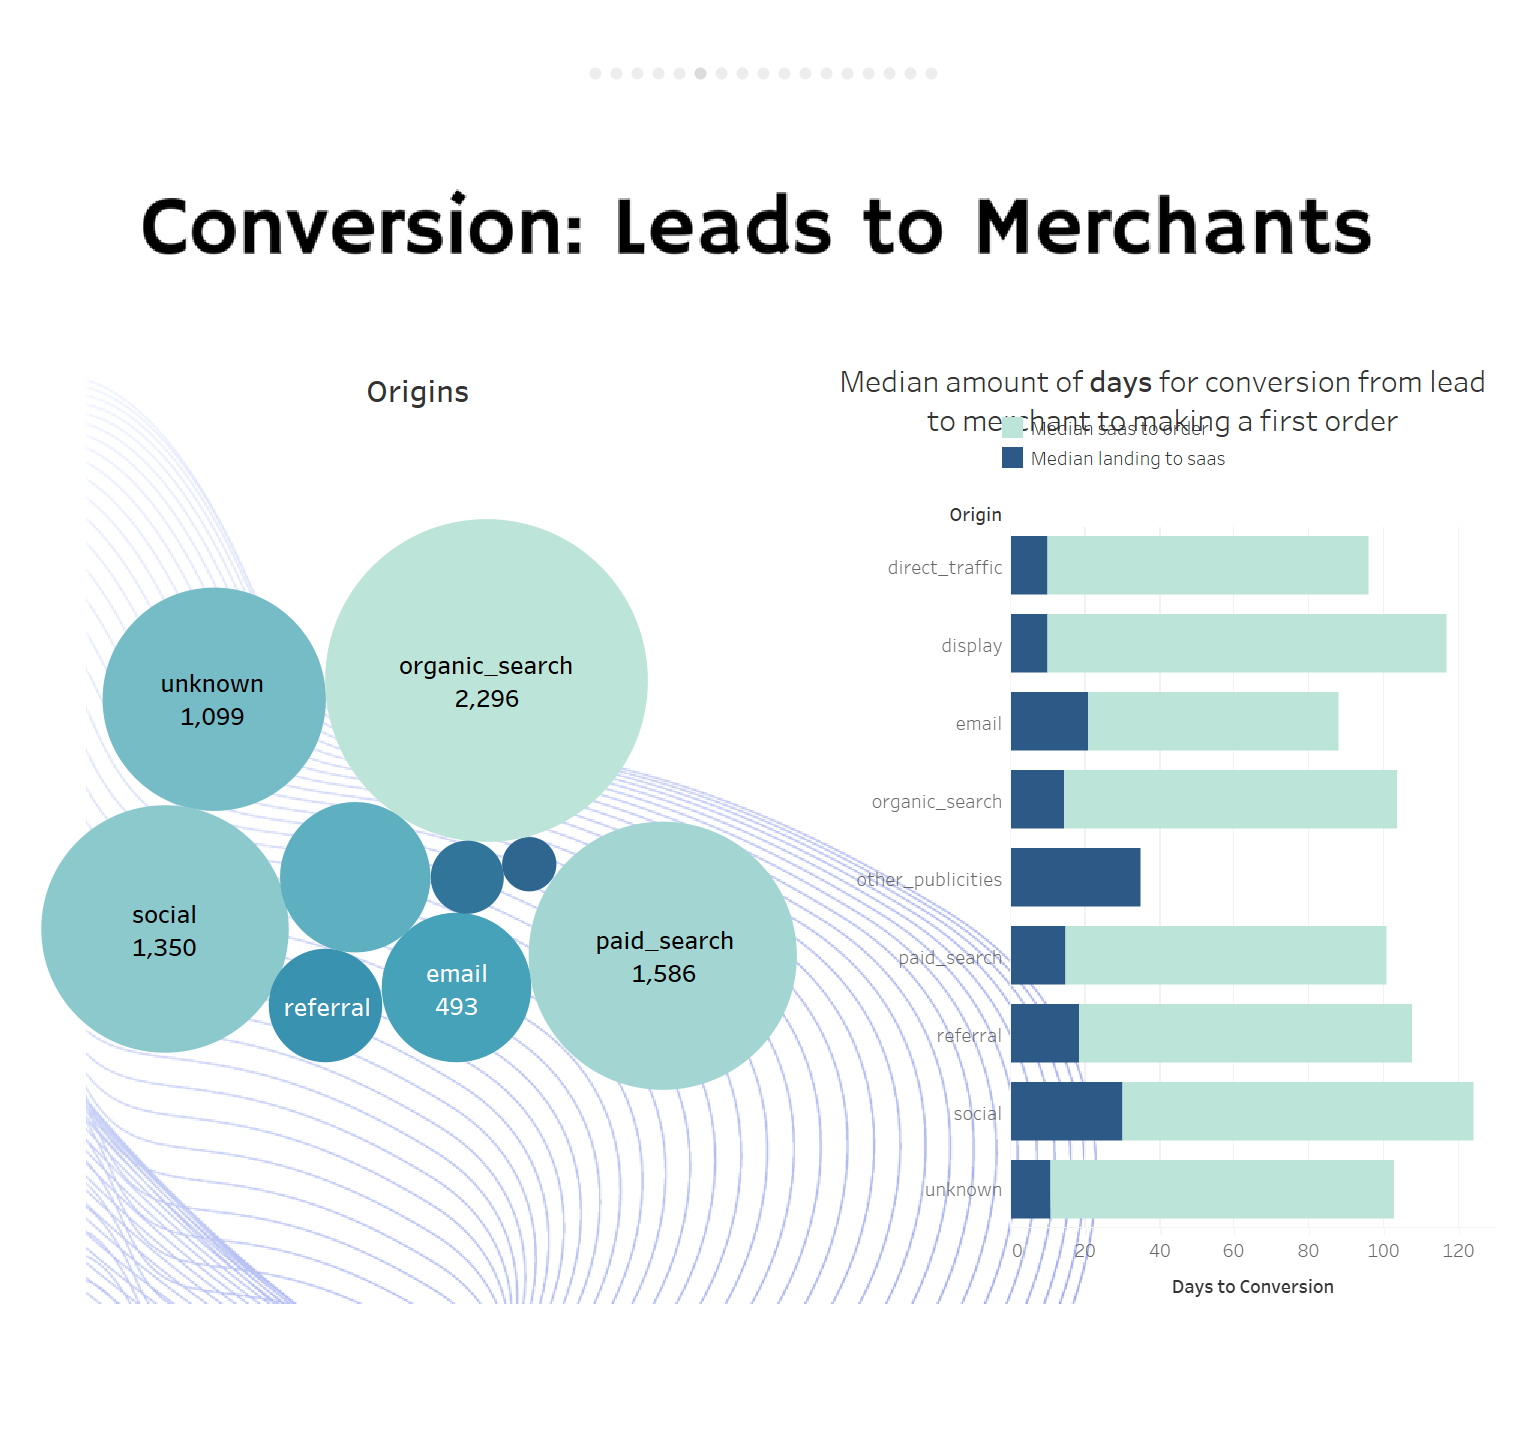 Conversion: Leads to Merchants
Origins
unknown
1,099
organic_search
2,296
social
1,350
referral
email
493
paid_search
1,586
Median amount of days for conversion from lead
to merchant to making a first order
Median saas to order
Median landing to saas
Origin
direct_traffic
display
email
organic_search
other_publicities
paid_search
referral
social
unknown
0 20 40 60 80 100 120
Days to Conversion